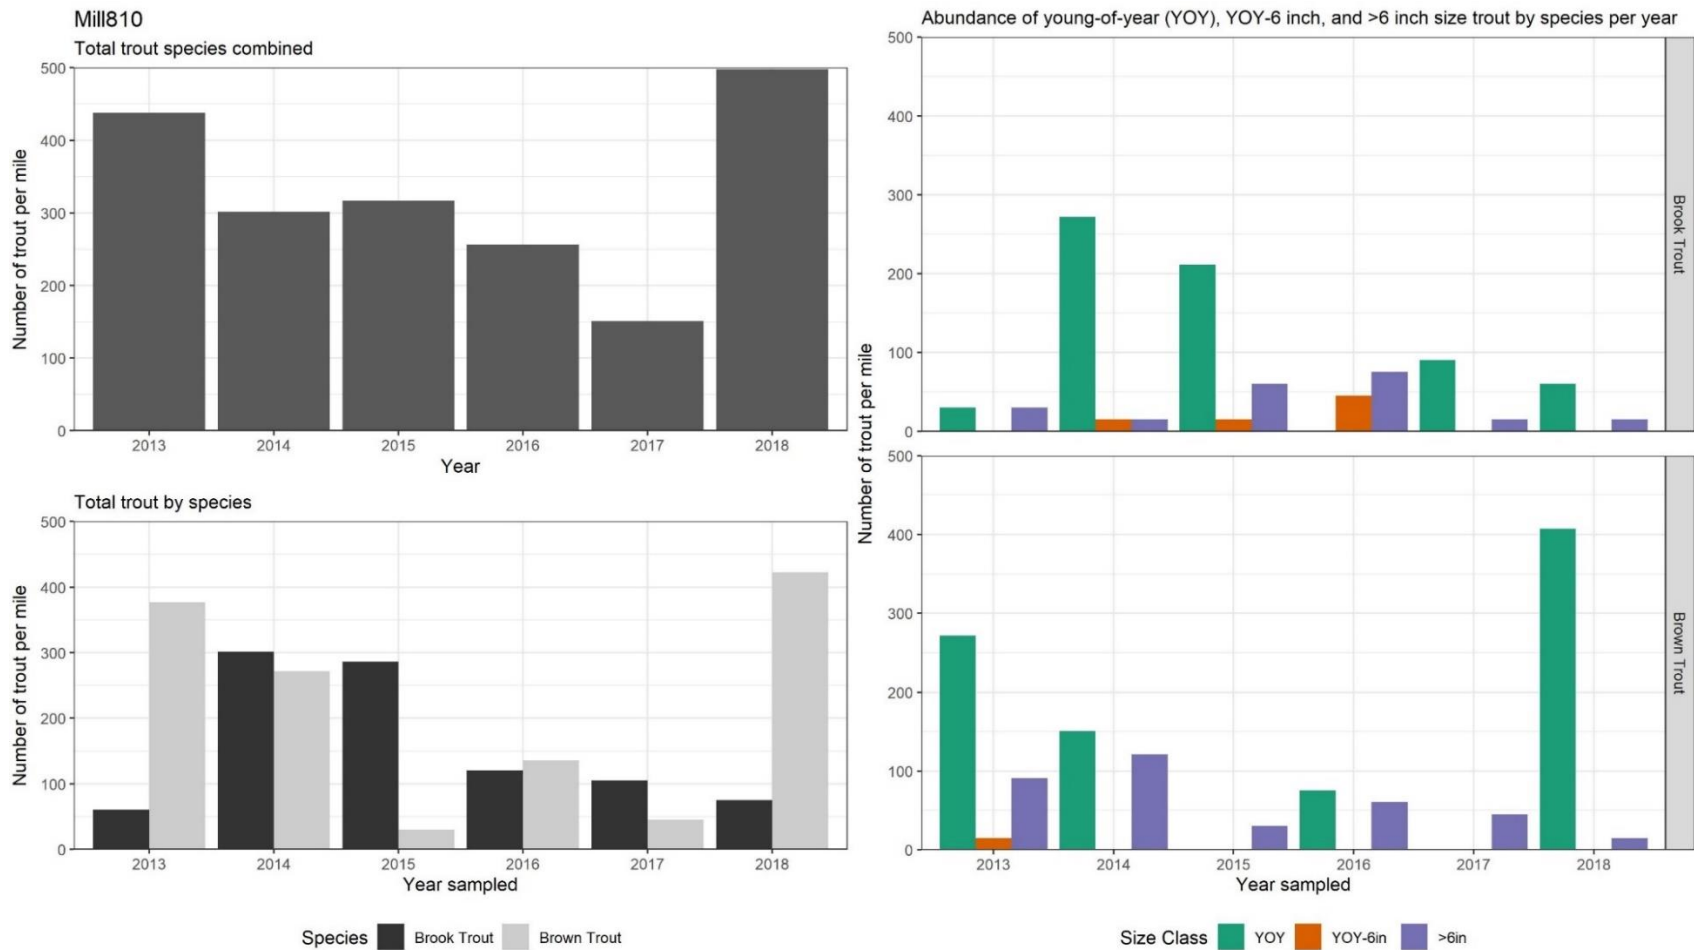 Mill810
Total trout species combined
Number of trout per mile
500
400
300
200
100
0
2013 2014 2015 2016 2017 2018
Year
Total trout by species
Number of trout per mile
500
400
300
200
100
0
2013 2014 2015 2016 2017 2018
Year sampled
Species Brook Trout Brown Trout
Abundance of young-of-year (YOY), YOY-6 inch, and >6 inch size trout by species per year
Number of trout per mile
500
400
300
200
100
0
Brook Trout
500
400
300
200
100
0
Brown Trout
2013 2014 2015 2016 2017 2018
Year sampled
Size Class YOY YOY-6in >6in